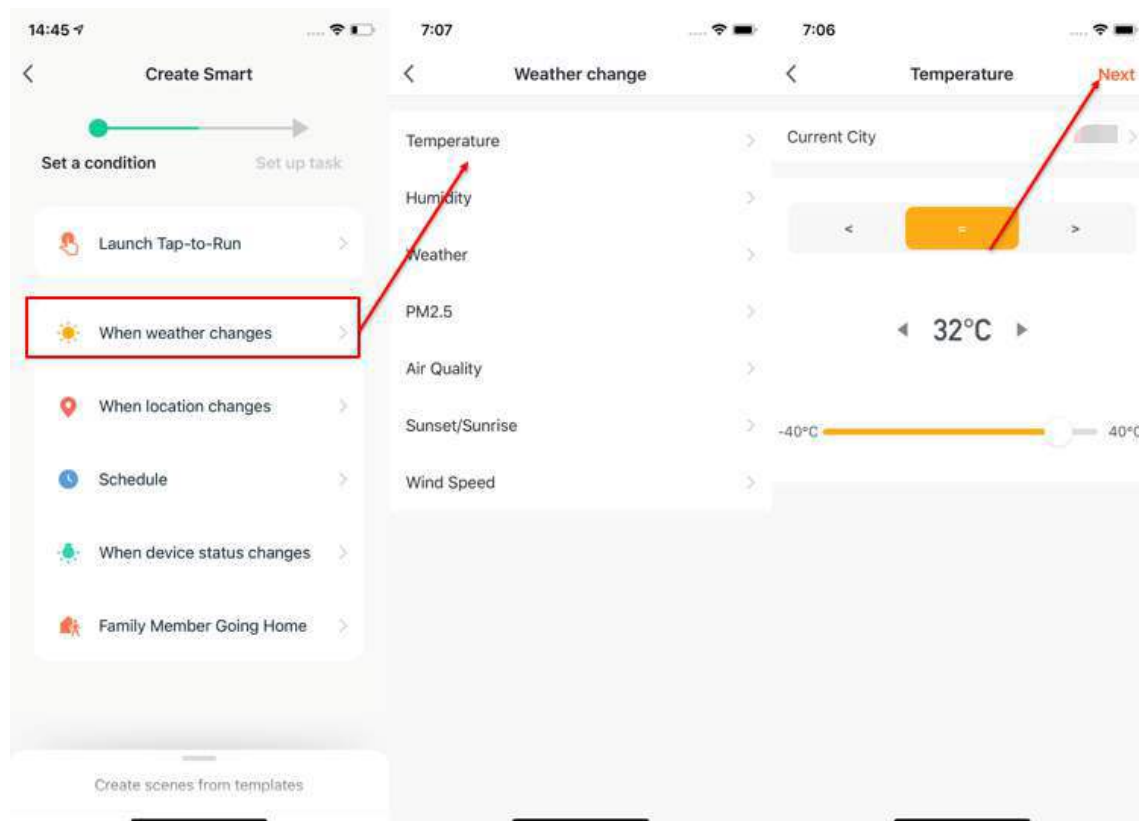 14:45
Create Smart
Set a condition
Set up task
Launch Tap-to-Run
When weather changes
When location changes
Schedule
When device status changes
Family Member Going Home
Create scenes from templates
7:07
Weather change
Temperature
Humidity
Weather
PM2.5
Air Quality
Sunset/Sunrise
Wind Speed
7:06
Temperature
Next
Current City
< = >
32°C
-40°C 40°C